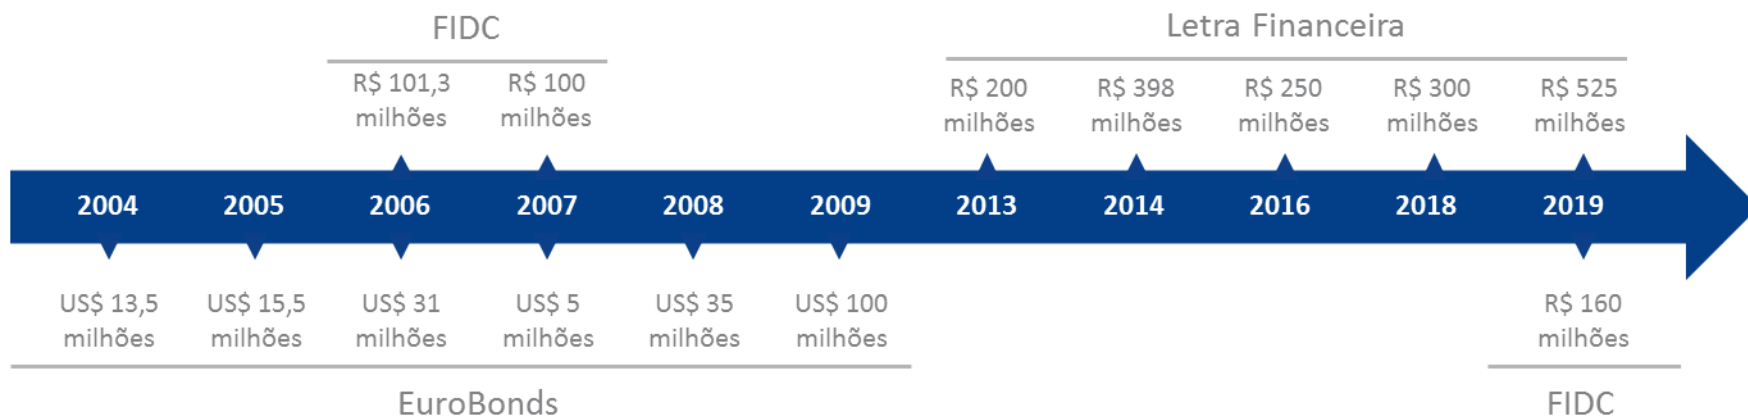 FIDC
Letra Financeira
R$ 101,3
milhões
R$ 100
milhões
R$ 200
milhões
R$ 398
milhões
R$ 250
milhões
R$ 300
milhões
R$ 525
milhões
2004 2005 2006 2007 2008 2009 2013 2014 2016 2018 2019
US$ 13,5
milhões
US$ 15,5
milhões
US$ 31
milhões
US$ 5
milhões
US$ 35
milhões
US$ 100
milhões
R$ 160
milhões
EuroBonds
FIDC